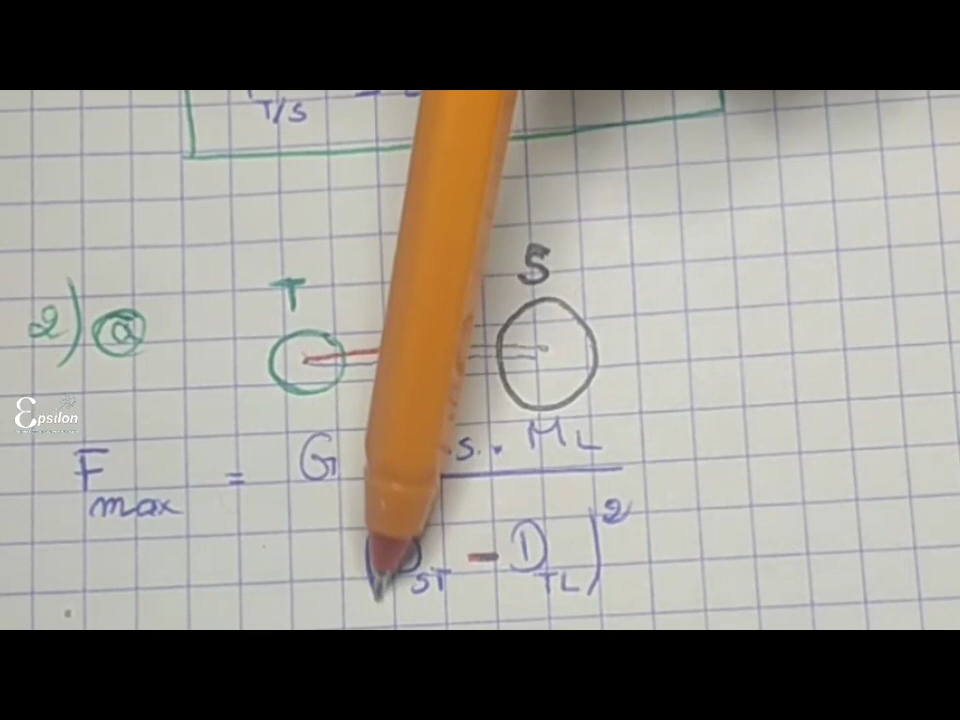 T/S
T
S
2) a
Epsilon
F max = G s. M L
D ST - D TL) 2